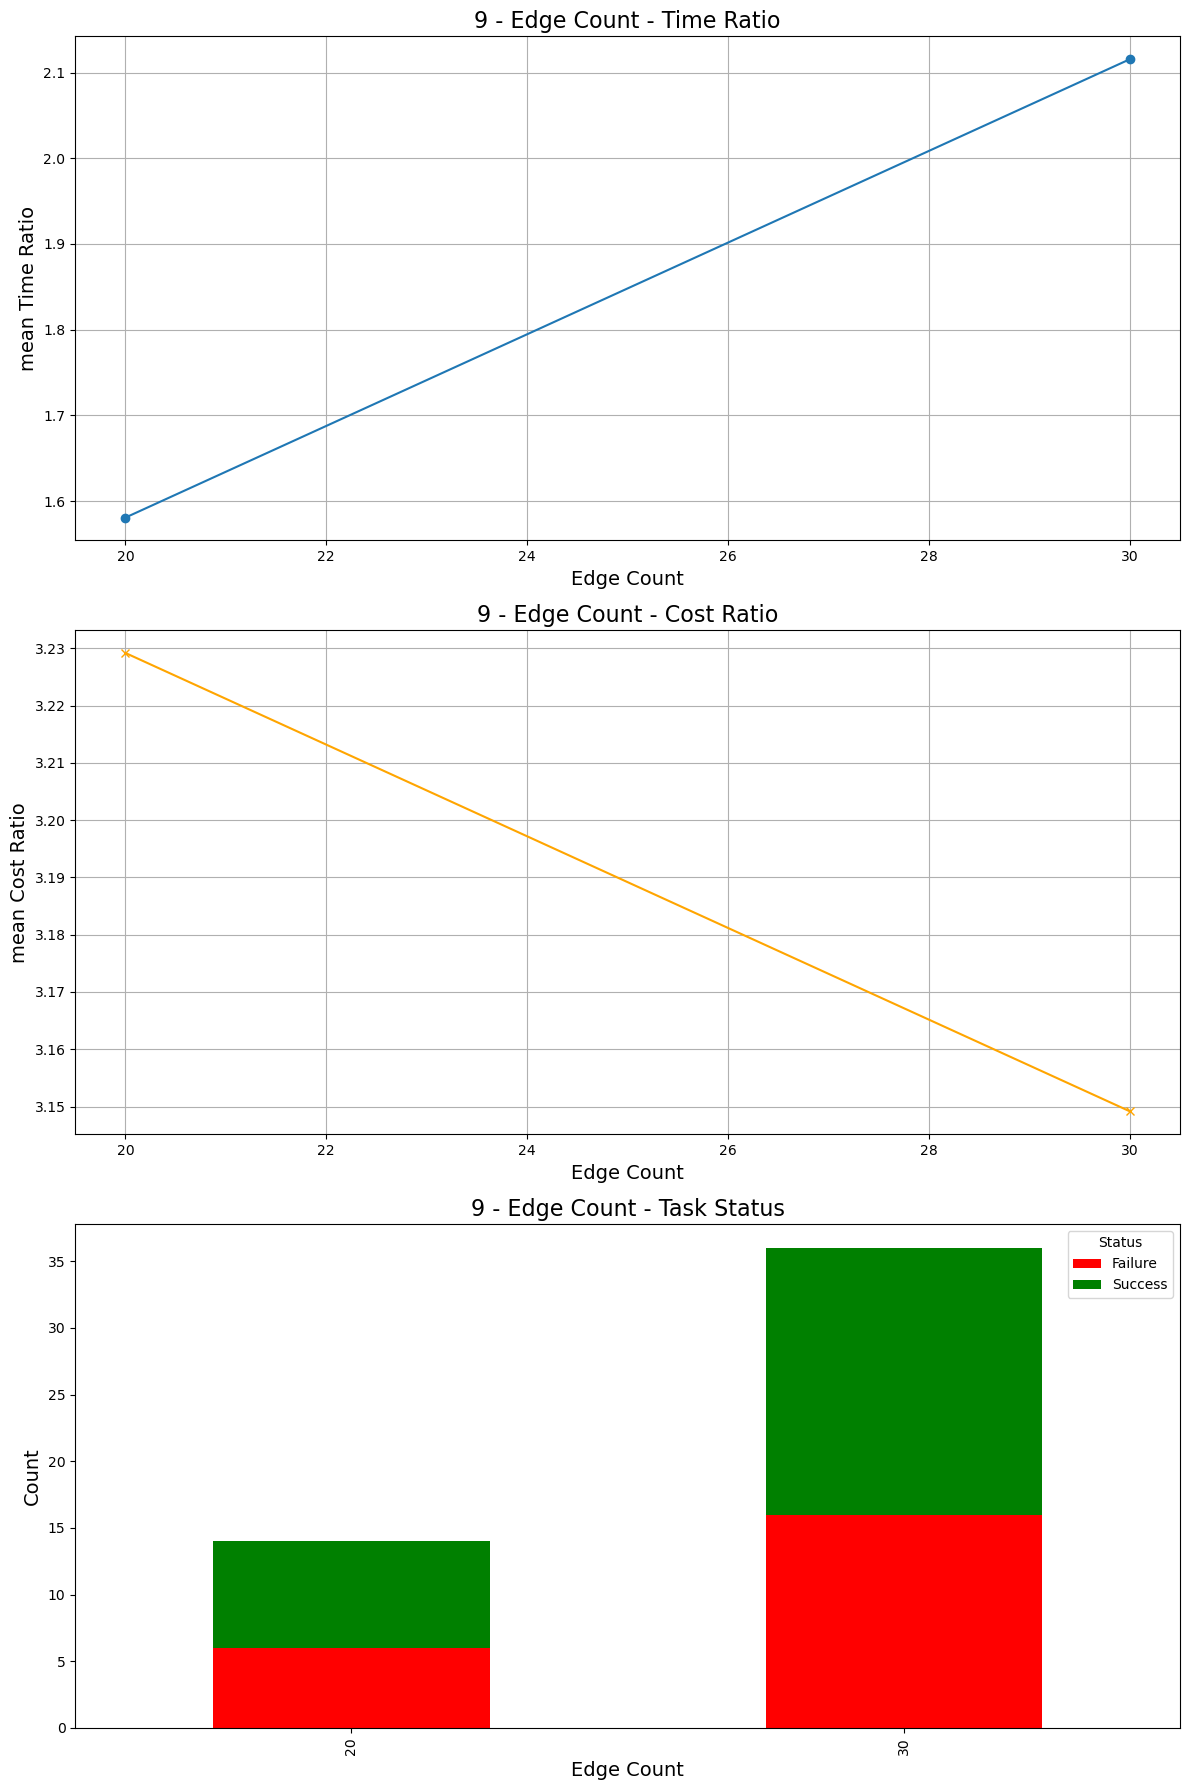 9 - Edge Count - Time Ratio
mean Time Ratio
2.1
2.0
1.9
1.8
1.7
1.6
20 22 24 26 28 30
Edge Count
9 - Edge Count - Cost Ratio
mean Cost Ratio
3.23
3.22
3.21
3.20
3.19
3.18
3.17
3.16
3.15
20 22 24 26 28 30
Edge Count
9 - Edge Count - Task Status
Count
35
30
25
20
15
10
5
0
Status
Failure
Success
20 30
Edge Count